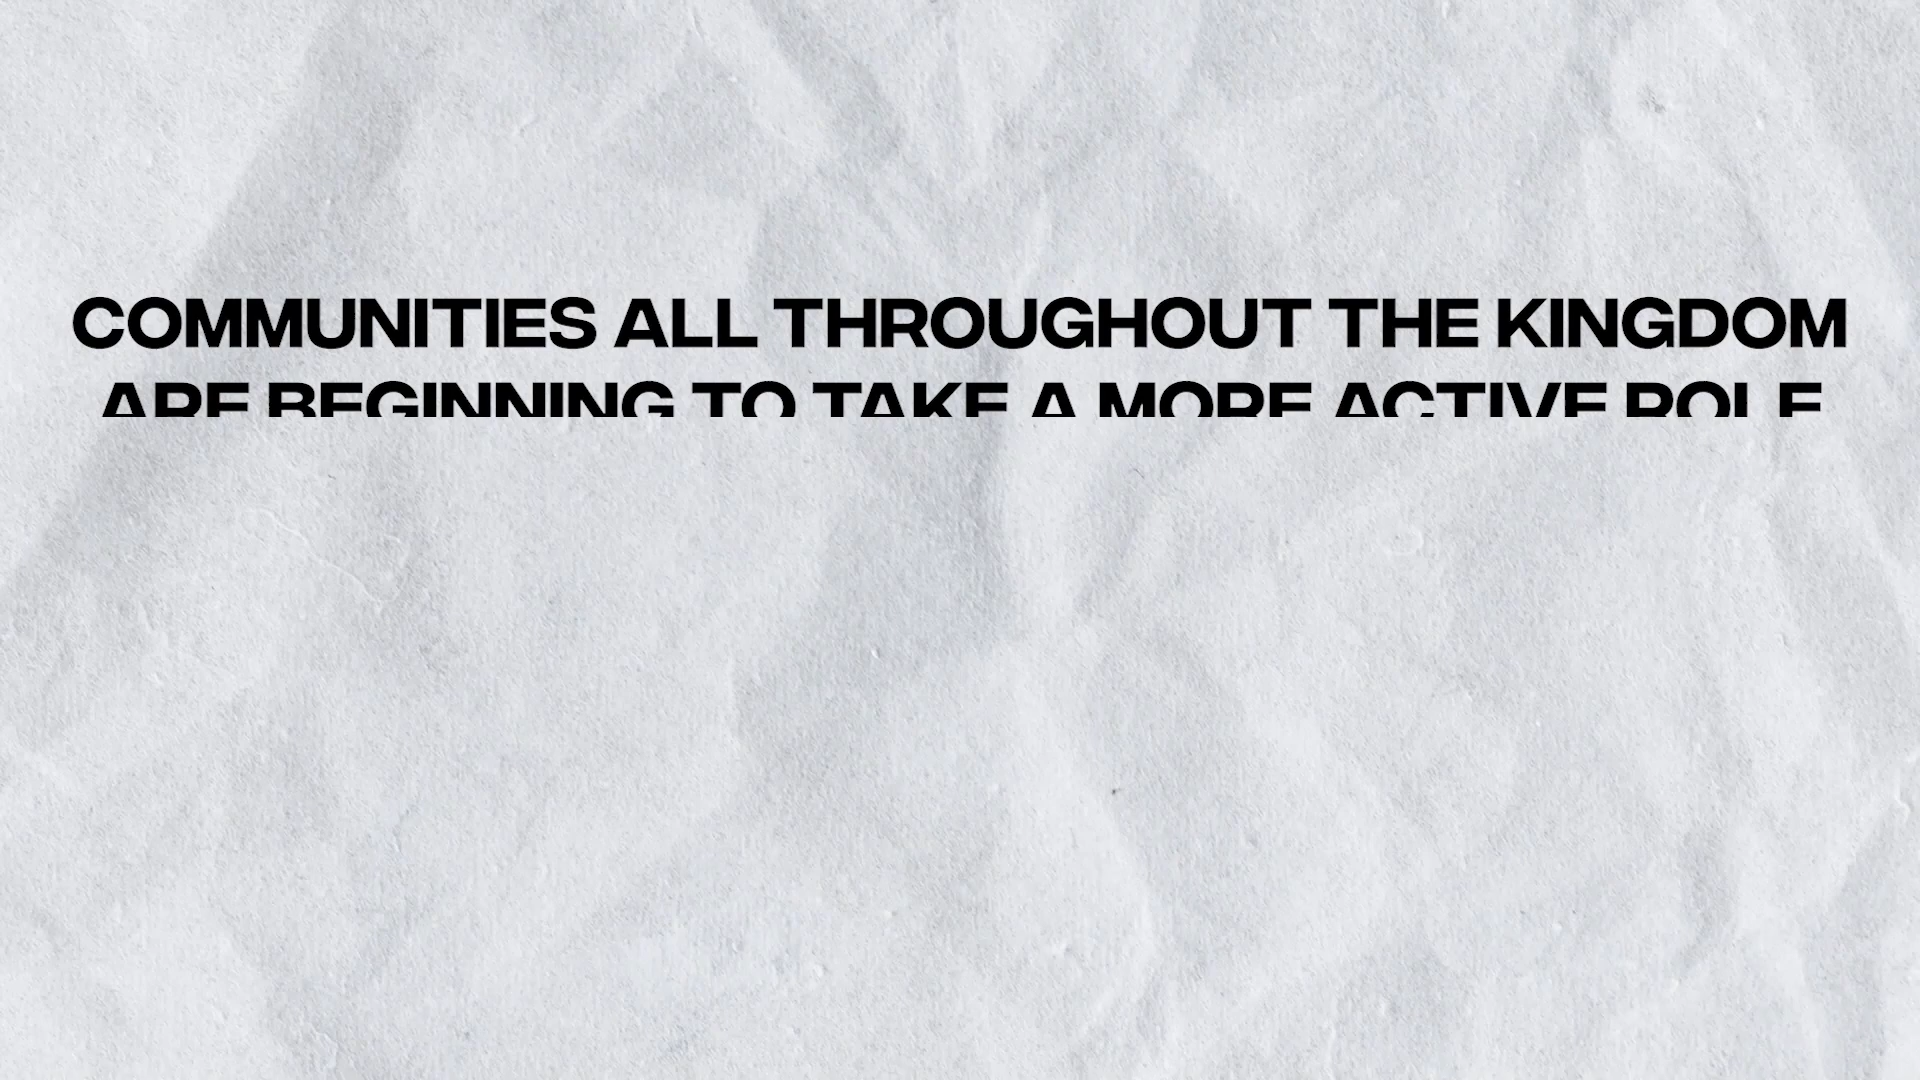 COMMUNITIES ALL THROUGHOUT THE KINGDOM
ARE BEGINNING TO TAKE A MORE ACTIVE ROLE